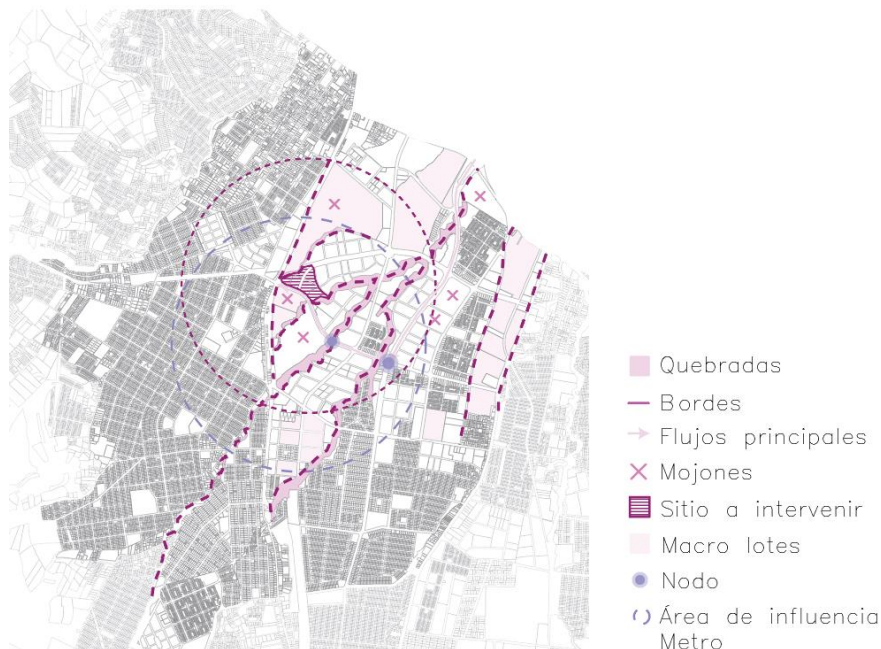 Quebradas
Bordes
Flujos principales
Mojones
Sitio a intervenir
Macro lotes
Nodo
Área de influencia
Metro